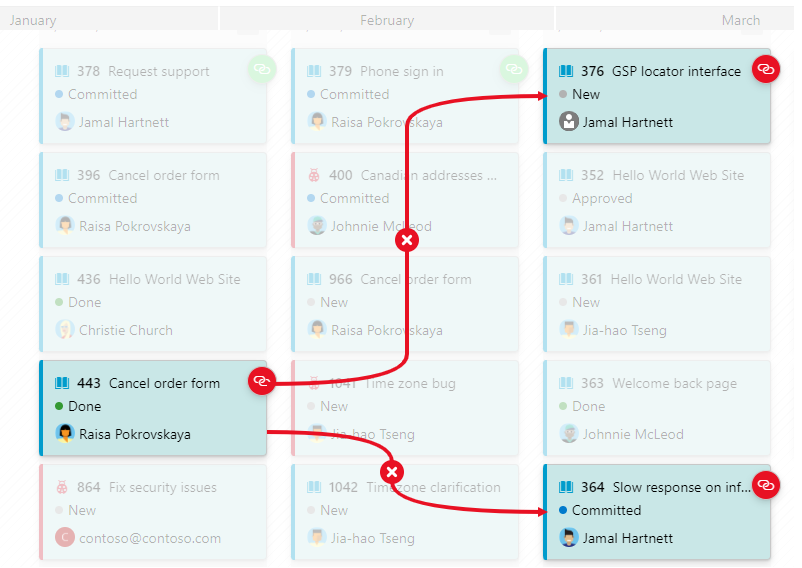 January
February
March
378 Request support
Committed
Jamal Hartnett
379 Phone sign in
Committed
Raisa Pokrovskaya
376 GSP locator interface
New
Jamal Hartnett
396 Cancel order form
Committed
Raisa Pokrovskaya
400 Canadian addresses ...
Committed
Johnnie McLeod
352 Hello World Web Site
Approved
Jamal Hartnett
436 Hello World Web Site
Done
Christie Church
966 Cancel order form
New
Raisa Pokrovskaya
361 Hello World Web Site
New
Jia-hao Tseng
443 Cancel order form
Done
Raisa Pokrovskaya
1041 Time zone bug
New
Jia-hao Tseng
363 Welcome back page
Done
Johnnie McLeod
864 Fix security issues
New
C contoso@contoso.com
1042 Timezone clarification
New
Jia-hao Tseng
364 Slow response on inf...
Committed
Jamal Hartnett